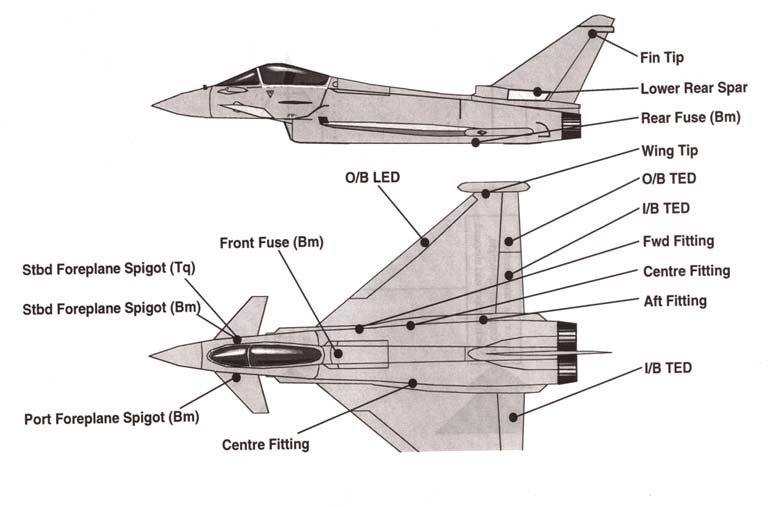 Fin Tip
Lower Rear Spar
Rear Fuse (Bm)
Wing Tip
O/B LED
O/B TED
I/B TED
Front Fuse (Bm)
Fwd Fitting
Stbd Foreplane Spigot (Tq)
Centre Fitting
Stbd Foreplane Spigot (Bm)
Aft Fitting
I/B TED
Port Foreplane Spigot (Bm)
Centre Fitting